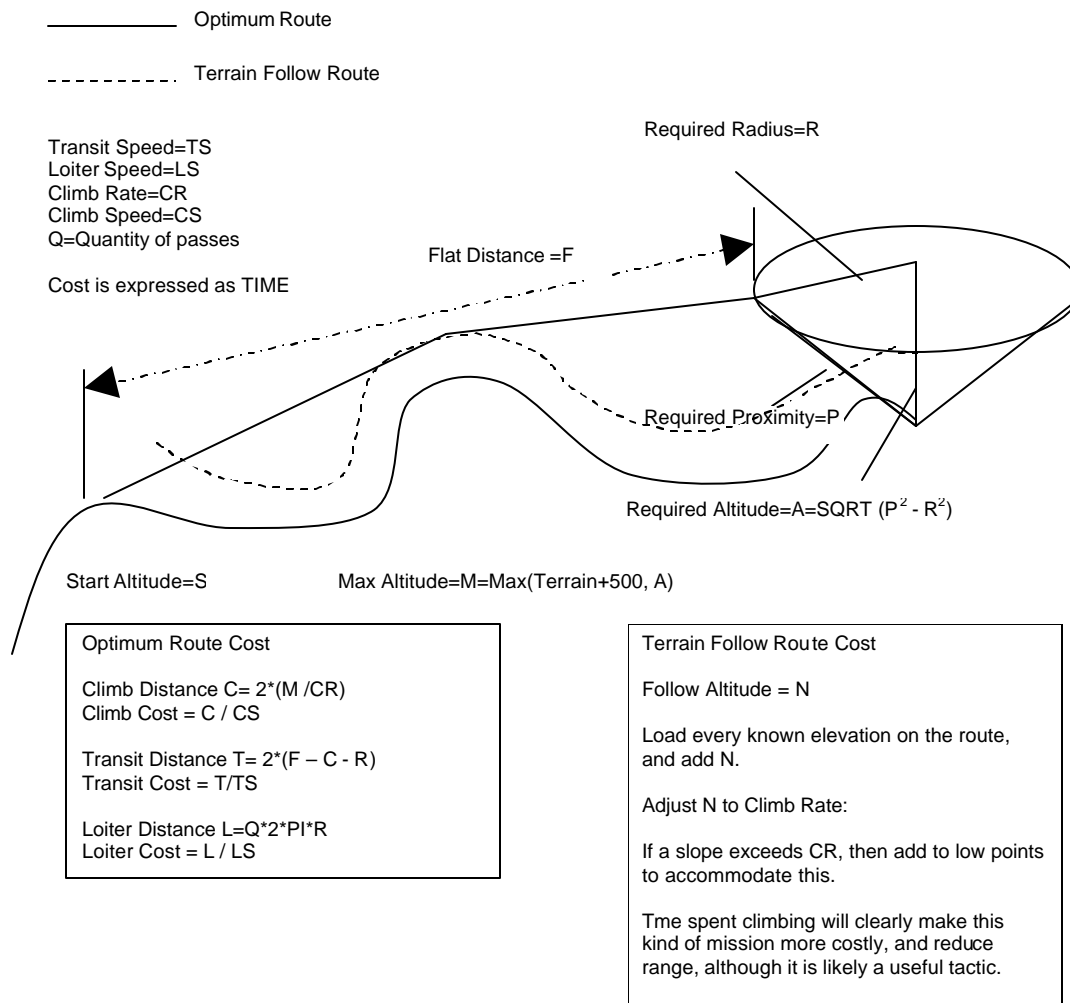 Optimum Route
Terrain Follow Route
Transit Speed=TS
Loiter Speed=LS
Climb Rate=CR
Climb Speed=CS
Q=Quantity of passes
Cost is expressed as TIME
Required Radius=R
Flat Distance =F
Required Proximity=P
Required Altitude=A=SQRT (P² - R²)
Start Altitude=S
Max Altitude=M=Max(Terrain+500, A)
Optimum Route Cost
Climb Distance C= 2*(M /CR)
Climb Cost = C / CS
Transit Distance T= 2*(F – C - R)
Transit Cost = T/TS
Loiter Distance L=Q*2*PI*R
Loiter Cost = L / LS
Terrain Follow Route Cost
Follow Altitude = N
Load every known elevation on the route,
and add N.
Adjust N to Climb Rate:
If a slope exceeds CR, then add to low points
to accommodate this.
Tme spent climbing will clearly make this
kind of mission more costly, and reduce
range, although it is likely a useful tactic.